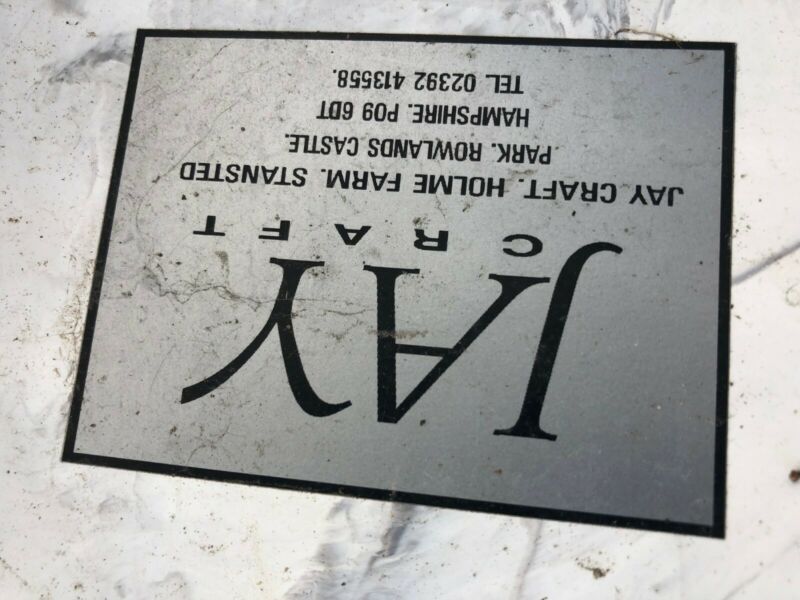 JAY
CRAFT
JAY CRAFT. HOLME FARM. STANSTED
PARK. ROWLANDS CASTLE.
HAMPSHIRE. PO9 6DT
TEL 02392 413558.